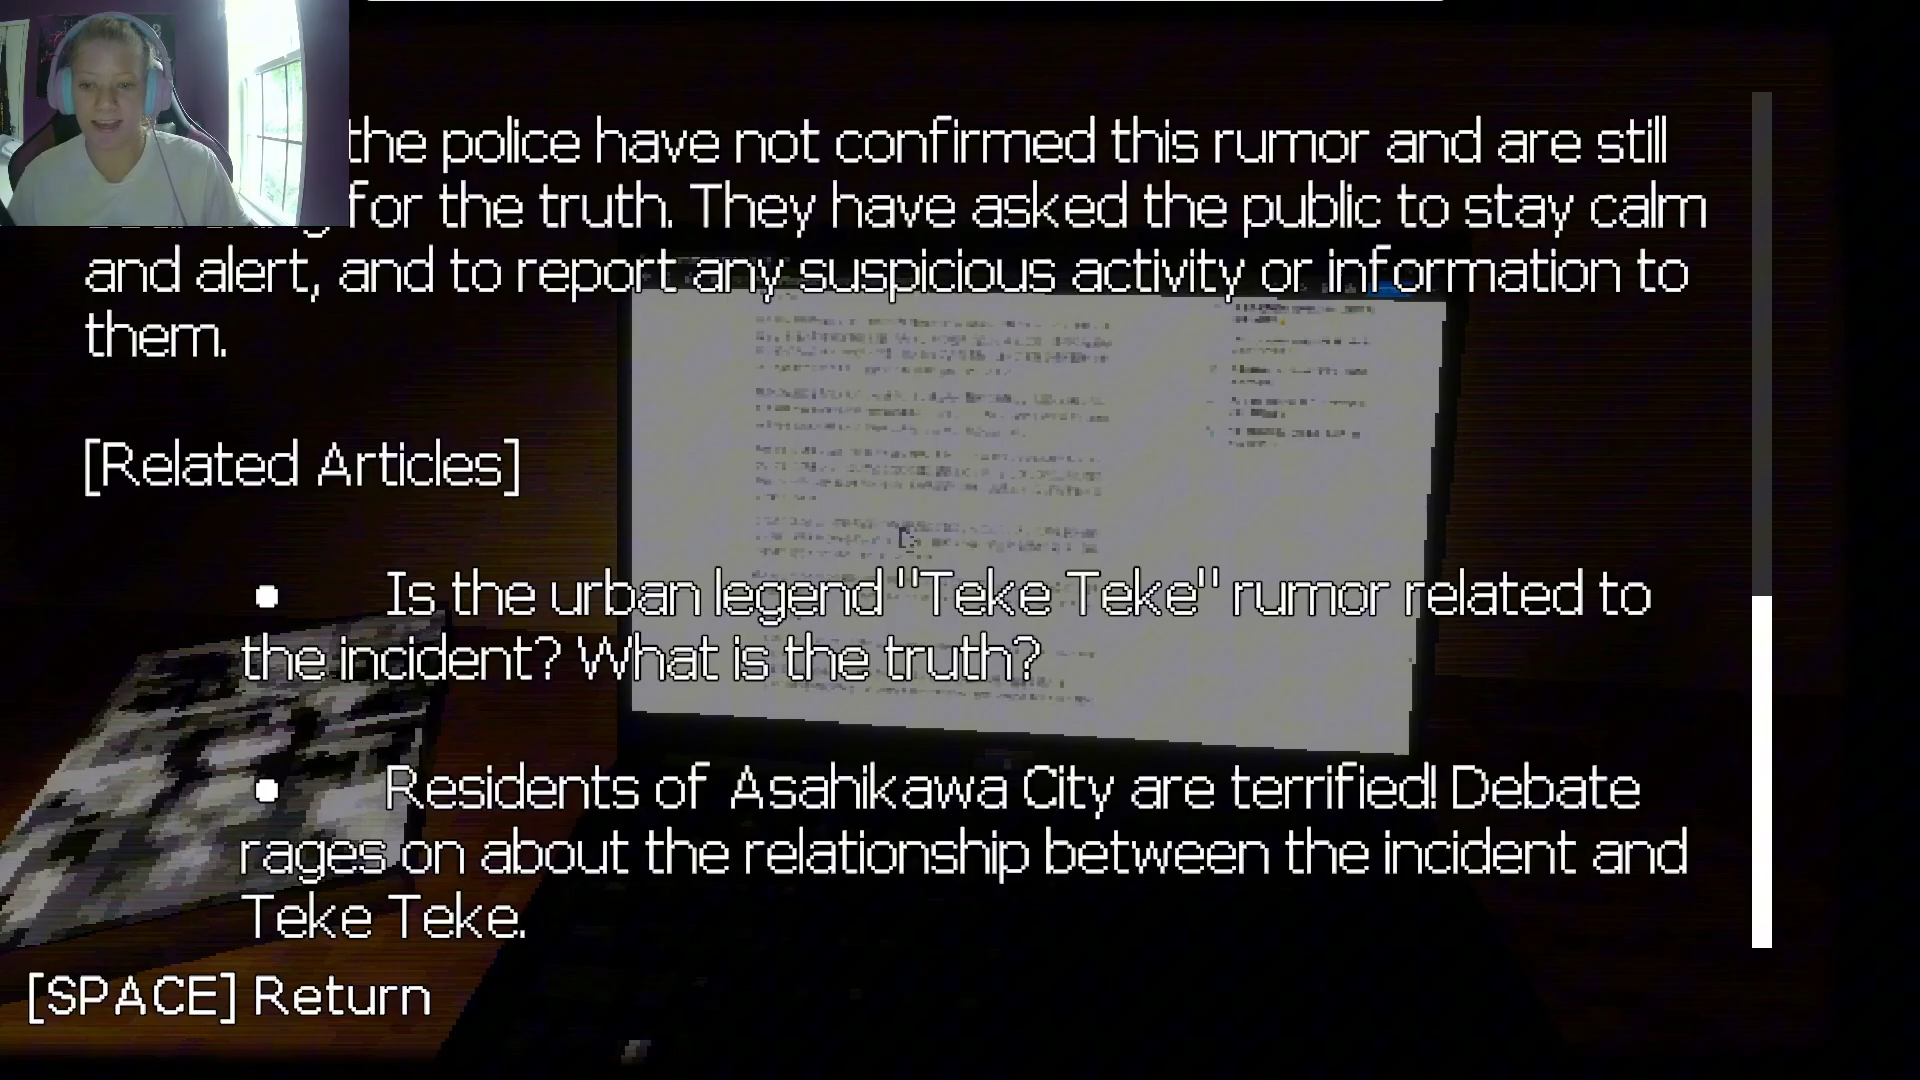 the police have not confirmed this rumor and are still
for the truth. They have asked the public to stay calm
and alert, and to report any suspicious activity or information to
them.
[Related Articles]
● Is the urban legend "Teke Teke" rumor related to
the incident? What is the truth?
● Residents of Asahikawa City are terrified! Debate
rages on about the relationship between the incident and
Teke Teke.
[SPACE] Return